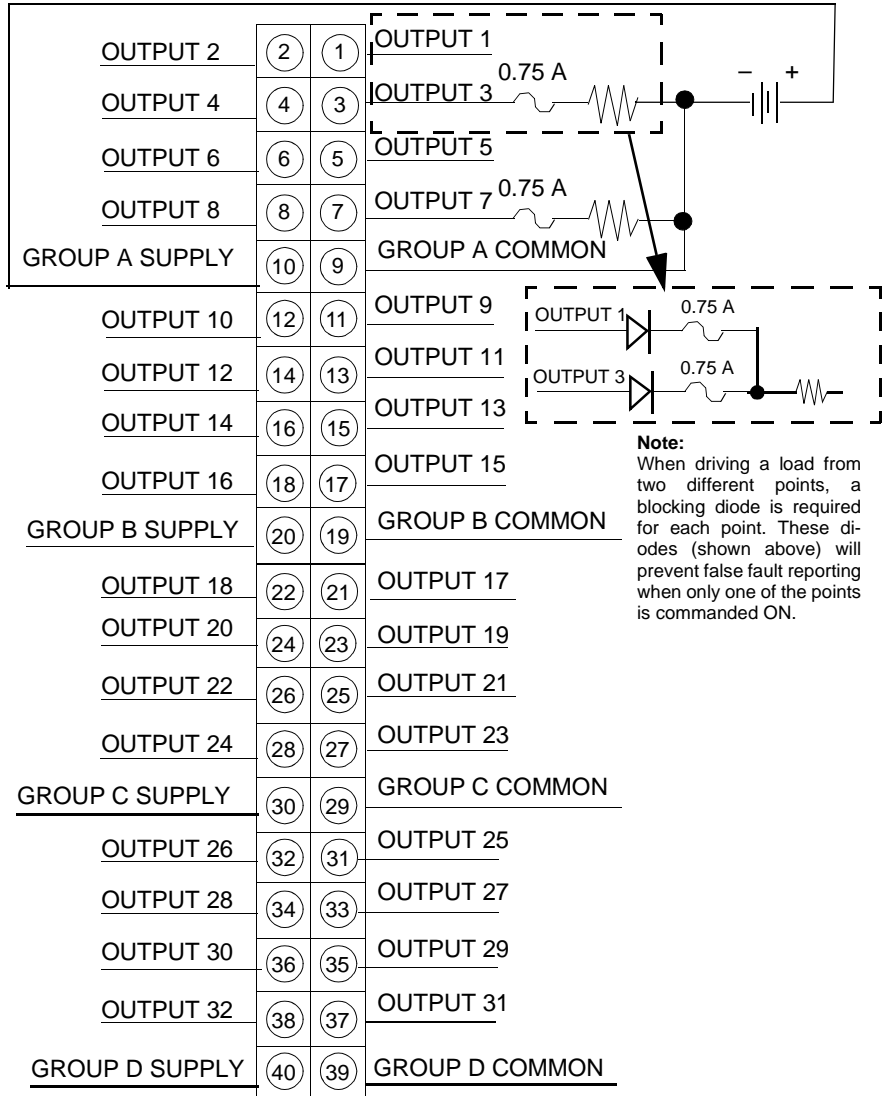 OUTPUT 2 2 1 OUTPUT 1
0.75 A
− +
OUTPUT 4 4 3 OUTPUT 3
OUTPUT 6 6 5 OUTPUT 5
0.75 A
OUTPUT 8 8 7 OUTPUT 7
GROUP A SUPPLY 10 9 GROUP A COMMON
OUTPUT 10 12 11 OUTPUT 9
OUTPUT 1 0.75 A
OUTPUT 12 14 13 OUTPUT 11
OUTPUT 3 0.75 A
OUTPUT 14 16 15 OUTPUT 13
OUTPUT 16 18 17 OUTPUT 15
GROUP B SUPPLY 20 19 GROUP B COMMON
Note:
When driving a load from
two different points, a
blocking diode is required
for each point. These di-
odes (shown above) will
prevent false fault reporting
when only one of the points
is commanded ON.
OUTPUT 18 22 21 OUTPUT 17
OUTPUT 20 24 23 OUTPUT 19
OUTPUT 22 26 25 OUTPUT 21
OUTPUT 24 28 27 OUTPUT 23
GROUP C SUPPLY 30 29 GROUP C COMMON
OUTPUT 26 32 31 OUTPUT 25
OUTPUT 28 34 33 OUTPUT 27
OUTPUT 30 36 35 OUTPUT 29
OUTPUT 32 38 37 OUTPUT 31
GROUP D SUPPLY 40 39 GROUP D COMMON